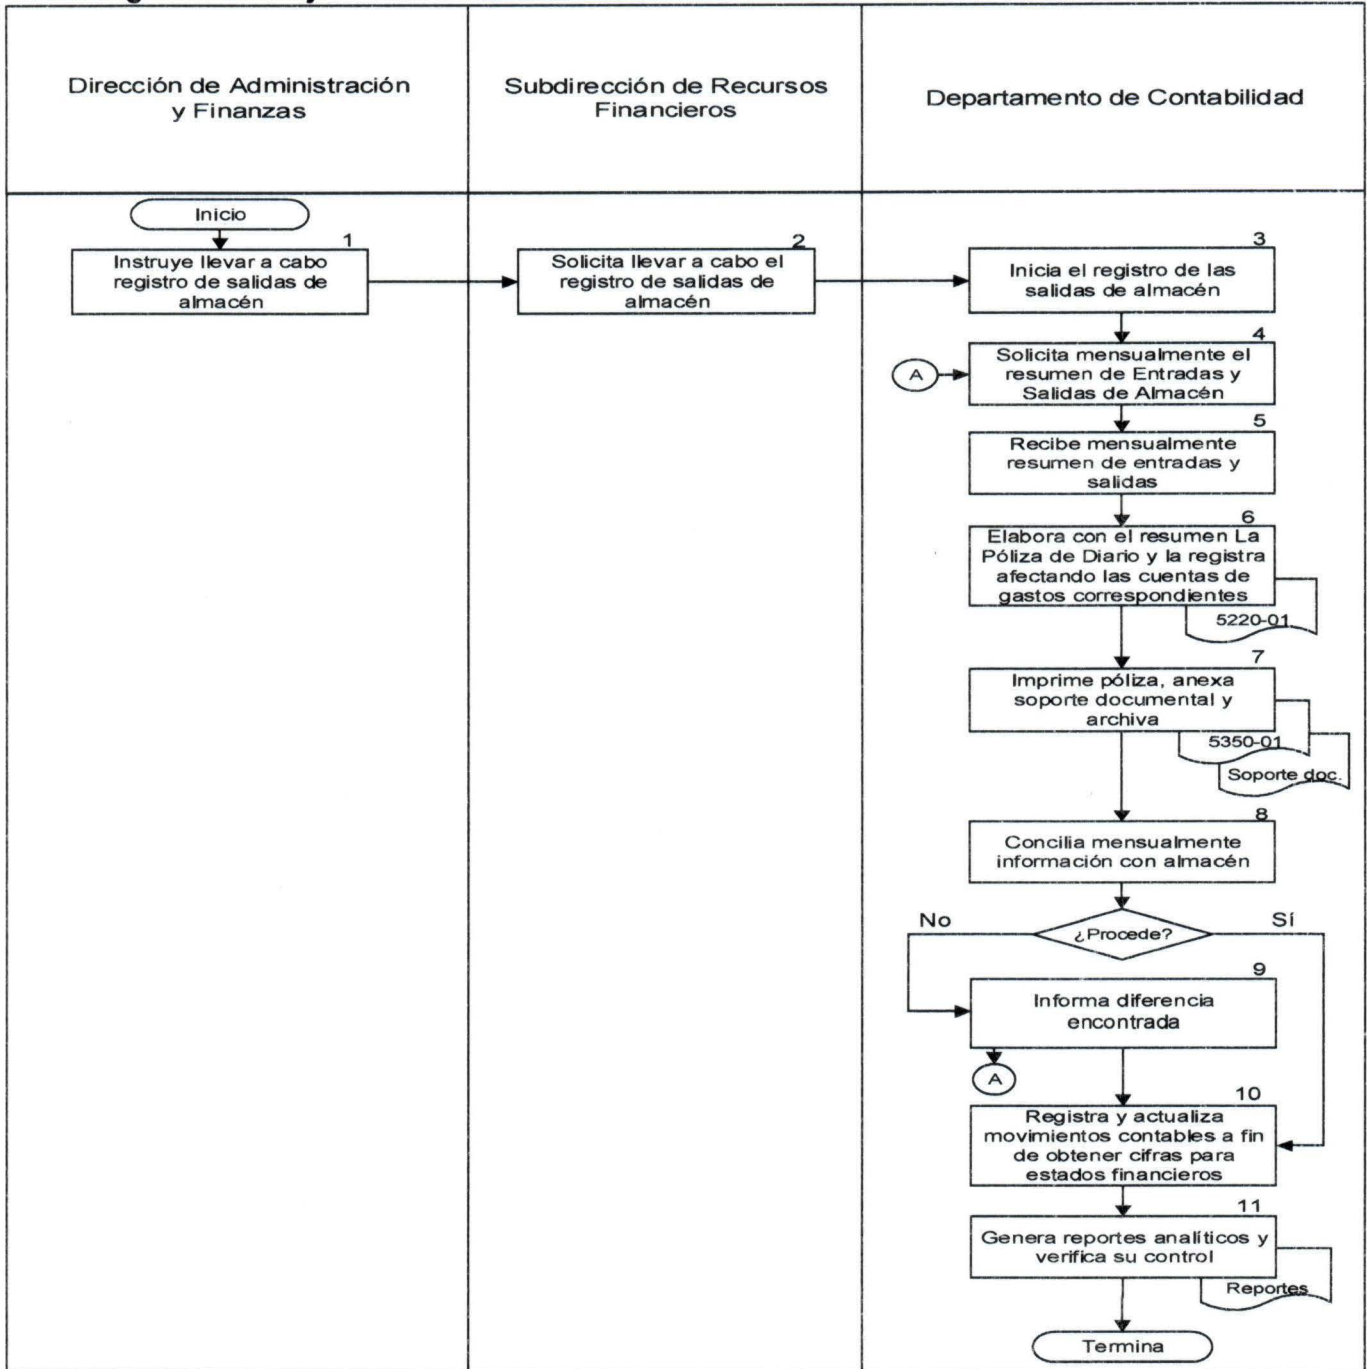 Dirección de Administración
y Finanzas
Subdirección de Recursos
Financieros
Departamento de Contabilidad
Inicio
1
Instruye llevar a cabo
registro de salidas de
almacén
2
Solicita llevar a cabo el
registro de salidas de
almacén
3
Inicia el registro de las
salidas de almacén
4
A
Solicita mensualmente el
resumen de Entradas y
Salidas de Almacén
5
Recibe mensualmente
resumen de entradas y
salidas
6
Elabora con el resumen La
Póliza de Diario y la registra
afectando las cuentas de
gastos correspondientes
5220-01
7
Imprime póliza, anexa
soporte documental y
archiva
5350-01
Soporte doc.
8
Concilia mensualmente
información con almacén
No
¿Procede?
Sí
9
Informa diferencia
encontrada
A
10
Registra y actualiza
movimientos contables a fin
de obtener cifras para
estados financieros
11
Genera reportes analíticos y
verifica su control
Reportes
Termina